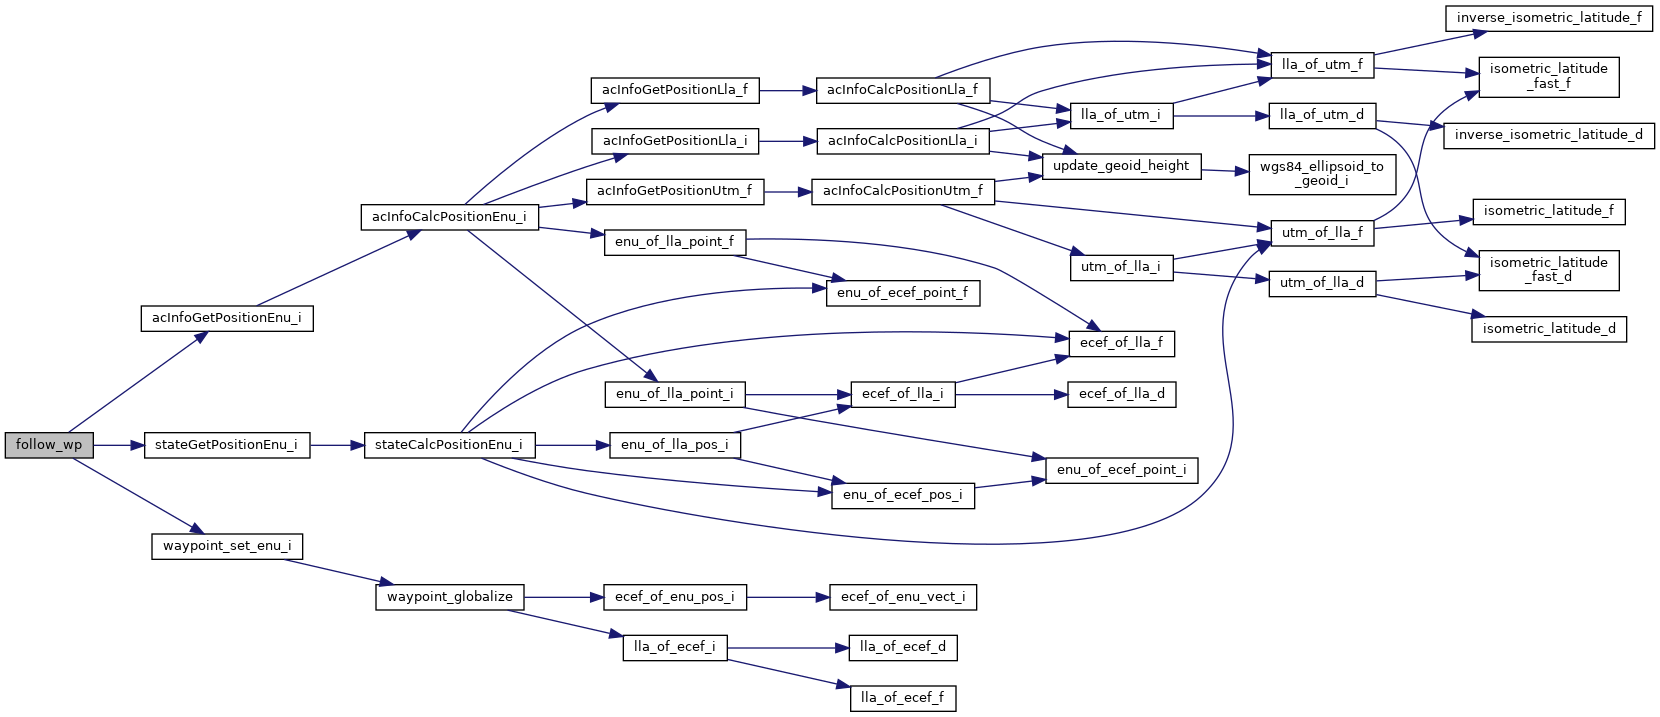 follow_wp
acInfoGetPositionEnu_i
stateGetPositionEnu_i
waypoint_set_enu_i
acInfoCalcPositionEnu_i
stateCalcPositionEnu_i
waypoint_globalize
acInfoGetPositionLla_f
acInfoGetPositionLla_i
acInfoGetPositionUtm_f
enu_of_lla_point_f
enu_of_lla_point_i
enu_of_lla_pos_i
ecef_of_enu_pos_i
lla_of_ecef_i
acInfoCalcPositionLla_f
acInfoCalcPositionLla_i
acInfoCalcPositionUtm_f
enu_of_ecef_point_f
ecef_of_lla_i
enu_of_ecef_pos_i
ecef_of_enu_vect_i
lla_of_ecef_d
lla_of_ecef_f
lla_of_utm_i
update_geoid_height
utm_of_lla_i
ecef_of_lla_f
ecef_of_lla_d
enu_of_ecef_point_i
lla_of_utm_f
lla_of_utm_d
wgs84_ellipsoid_to
_geoid_i
utm_of_lla_f
utm_of_lla_d
inverse_isometric_latitude_f
isometric_latitude
_fast_f
inverse_isometric_latitude_d
isometric_latitude_f
isometric_latitude
_fast_d
isometric_latitude_d